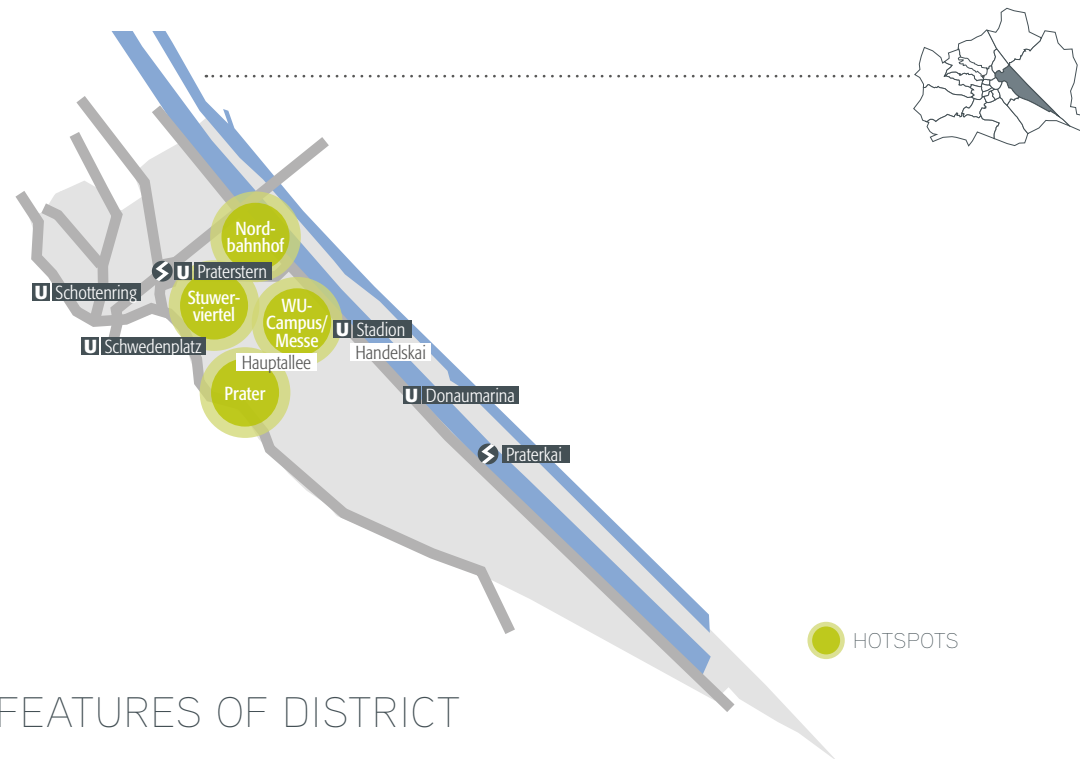 Nord-
bahnhof
S U Praterstern
U Schottenring
Stuwer-
viertel
WU-
Campus/
Messe
U Stadion
Handelskai
U Schwedenplatz
Hauptallee
Prater
U Donaumarina
S Praterkai
HOTSPOTS
FEATURES OF DISTRICT